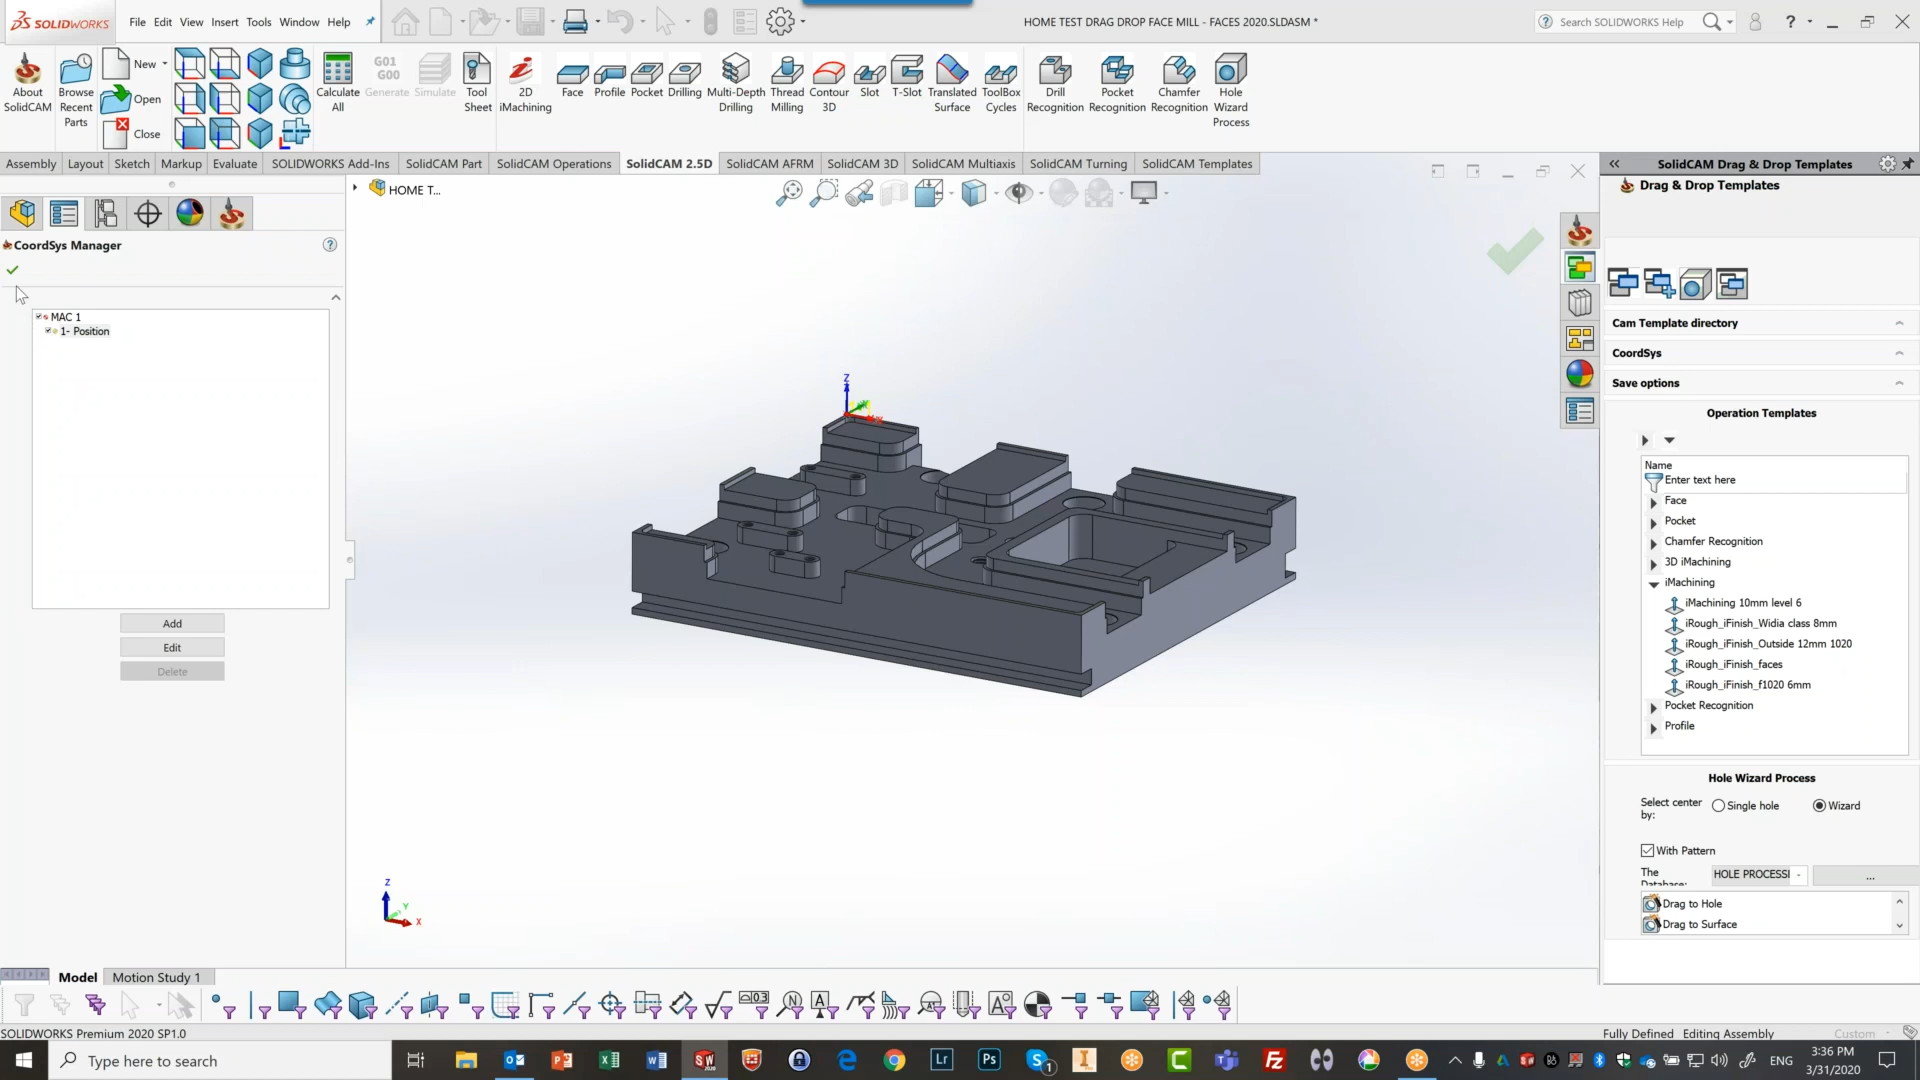 SOLIDWORKS
File Edit View Insert Tools Window Help
HOME TEST DRAG DROP FACE MILL - FACES 2020.SLDASM *
Search SOLIDWORKS Help
?
About SolidCAM
Browse Recent Parts
New
Open
Close
Calculate All
G01 G00
Generate
Simulate
Tool Sheet
2D iMachining
Face
Profile
Pocket
Drilling
Multi-Depth Drilling
Thread Milling
Contour 3D
Slot
T-Slot
Translated Surface
ToolBox Cycles
Drill Recognition
Pocket Recognition
Chamfer Recognition
Hole Wizard Process
Assembly Layout Sketch Markup Evaluate SOLIDWORKS Add-Ins SolidCAM Part SolidCAM Operations SolidCAM 2.5D SolidCAM AFRM SolidCAM 3D SolidCAM Multiaxis SolidCAM Turning SolidCAM Templates
HOME T...
CoordSys Manager
MAC 1
1- Position
Add
Edit
Delete
Z
Z
Y
X
SolidCAM Drag & Drop Templates
Drag & Drop Templates
Cam Template directory
CoordSys
Save options
Operation Templates
Name
Enter text here
Face
Pocket
Chamfer Recognition
3D iMachining
iMachining
iMachining 10mm level 6
iRough_iFinish_Widia class 8mm
iRough_iFinish_Outside 12mm 1020
iRough_iFinish_faces
iRough_iFinish_f1020 6mm
Pocket Recognition
Profile
Hole Wizard Process
Select center by:
Single hole
Wizard
With Pattern
The Database:
HOLE PROCESSI
...
Drag to Hole
Drag to Surface
Model Motion Study 1
SOLIDWORKS Premium 2020 SP1.0
Fully Defined Editing Assembly Custom
Type here to search
ENG
3:36 PM
3/31/2020